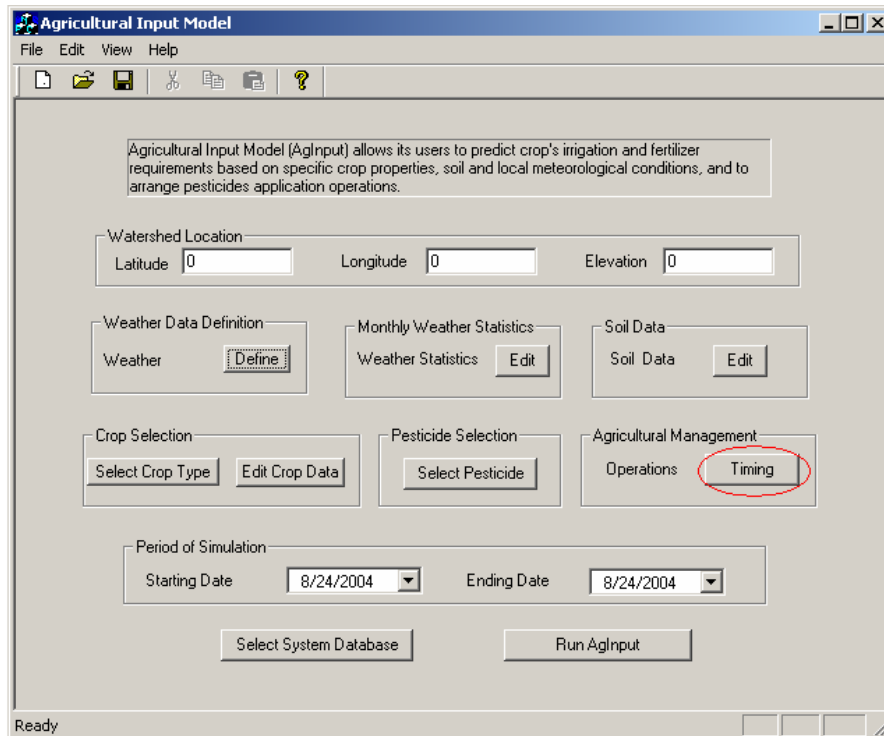 Agricultural Input Model
File Edit View Help
Agricultural Input Model (AgInput) allows its users to predict crop's irrigation and fertilizer
requirements based on specific crop properties, soil and local meteorological conditions, and to
arrange pesticides application operations.
Watershed Location
Latitude 0 Longitude 0 Elevation 0
Weather Data Definition Monthly Weather Statistics Soil Data
Weather Define Weather Statistics Edit Soil Data Edit
Crop Selection Pesticide Selection Agricultural Management
Select Crop Type Edit Crop Data Select Pesticide Operations Timing
Period of Simulation
Starting Date 8/24/2004 Ending Date 8/24/2004
Select System Database Run AgInput
Ready